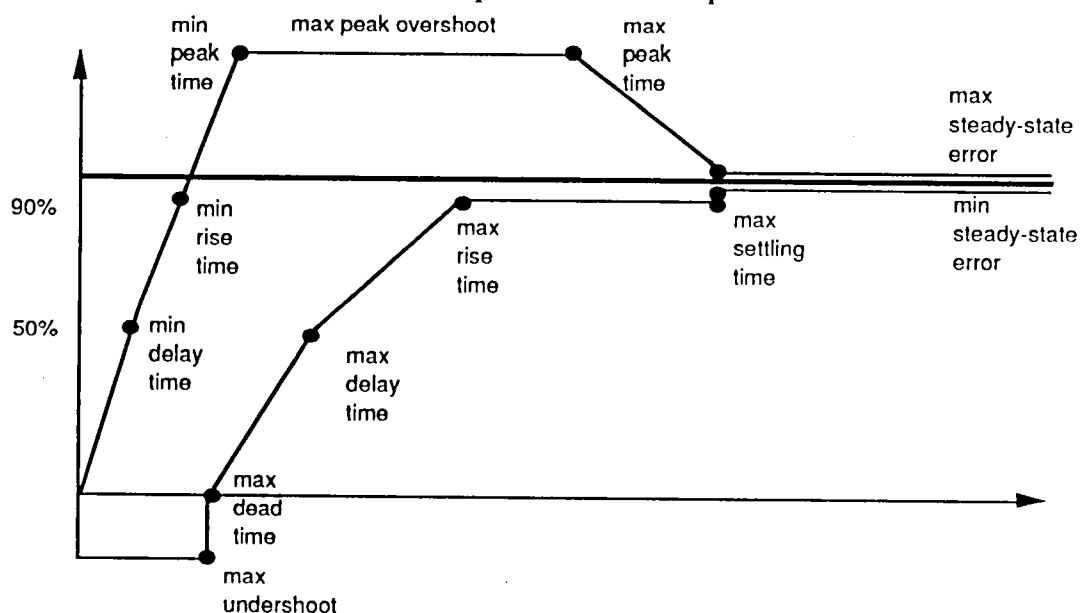 min
peak
time
max peak overshoot
max
peak
time
max
steady-state
error
90%
min
rise
time
max
rise
time
max
settling
time
min
steady-state
error
50%
min
delay
time
max
delay
time
max
dead
time
max
undershoot